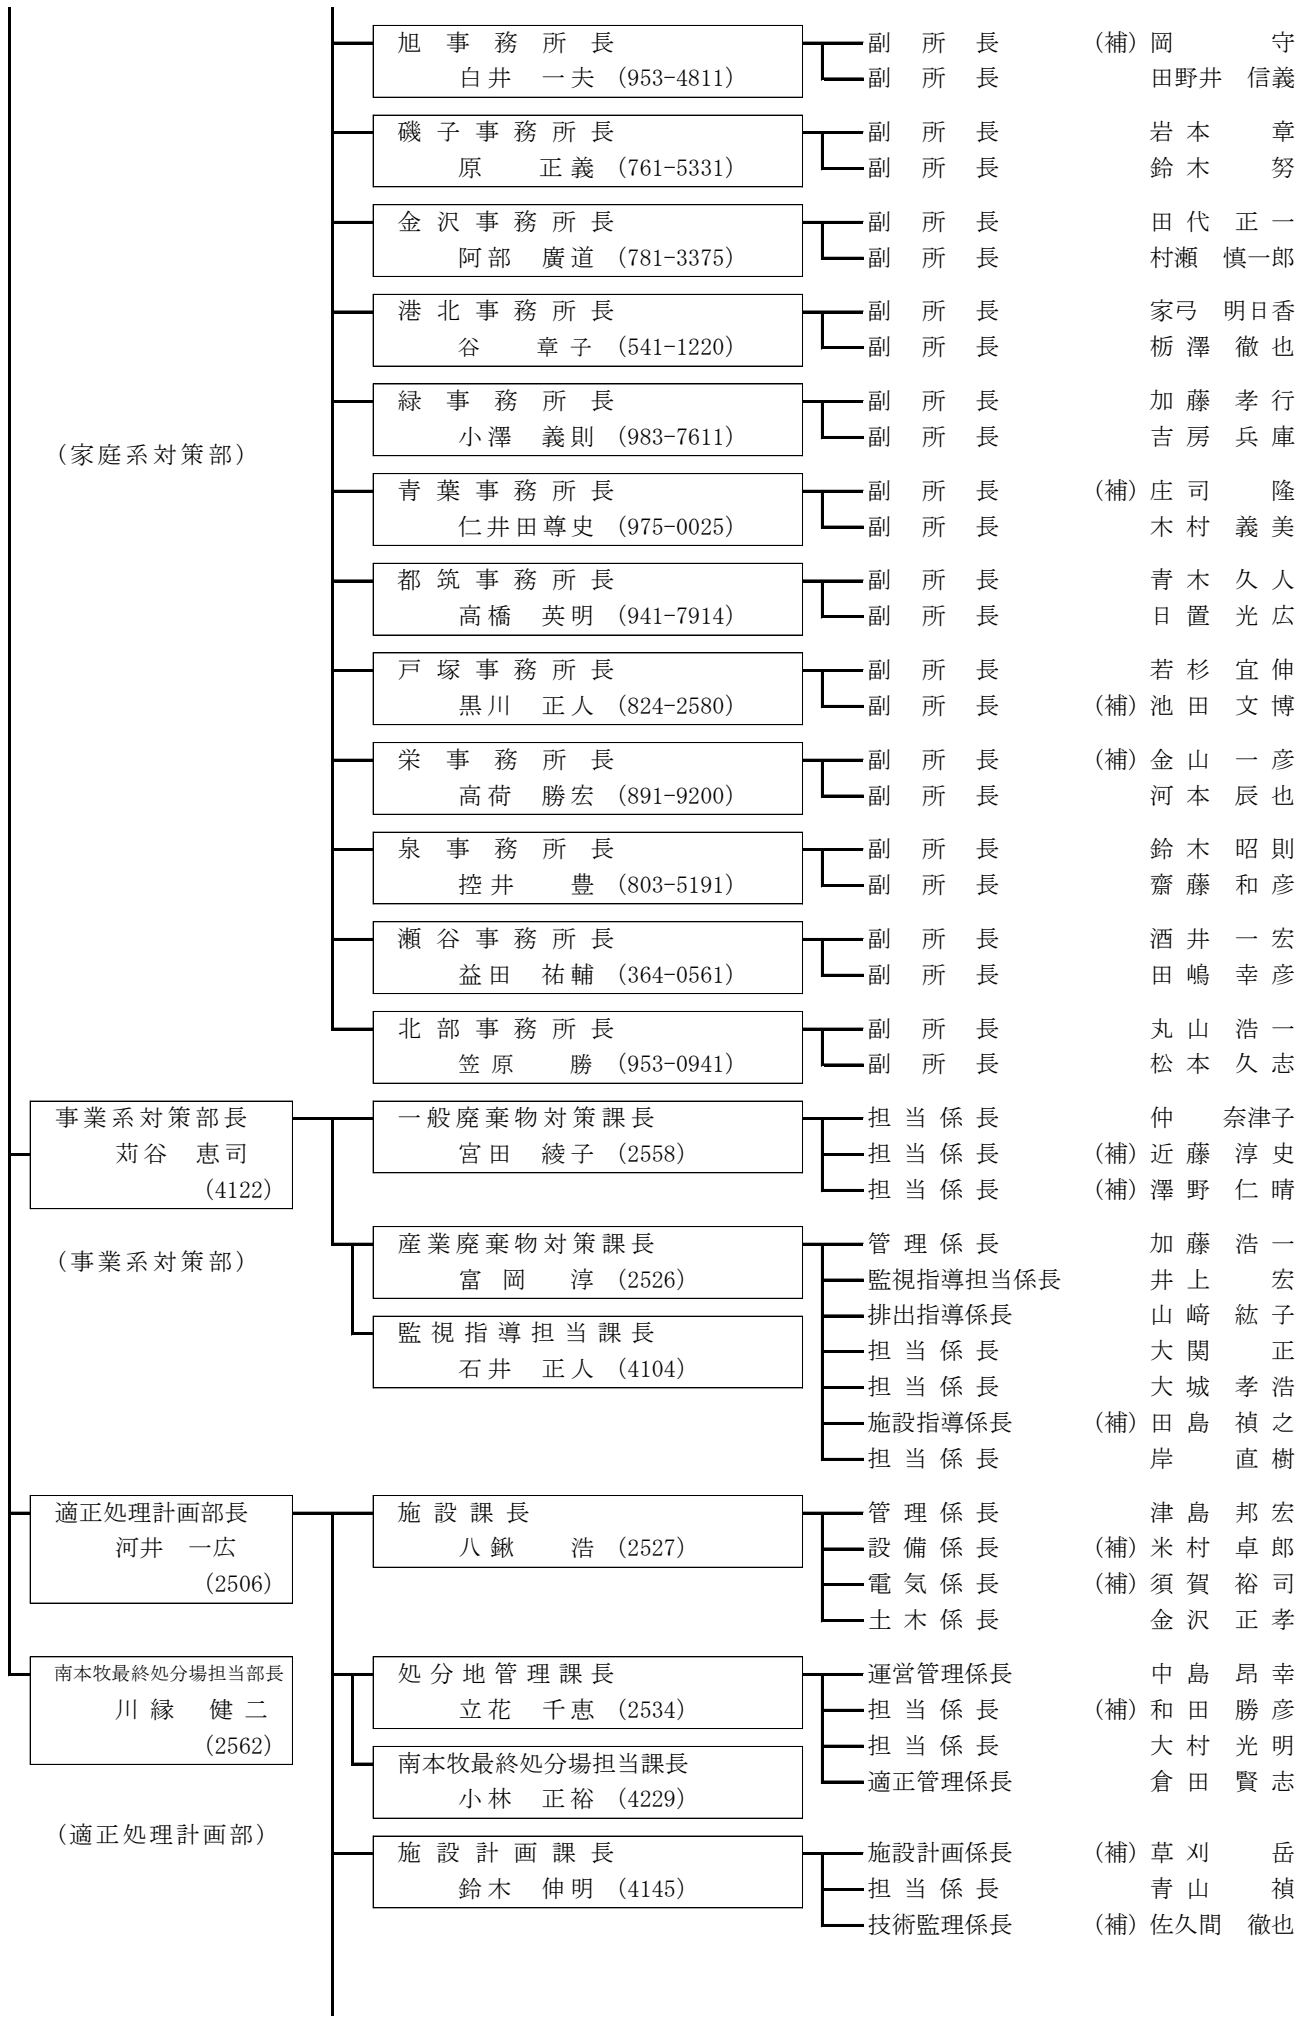 旭事務所長 副所長 (補) 岡 守
白井 一夫 (953-4811) 副所長 田野井 信義
磯子事務所長 副所長 岩本 章
原 正義 (761-5331) 副所長 鈴木 努
金沢事務所長 副所長 田代 正一
阿部 廣道 (781-3375) 副所長 村瀬 慎一郎
港北事務所長 副所長 家弓 明日香
谷 章子 (541-1220) 副所長 栃澤 徹也
緑事務所長 副所長 加藤 孝行
小澤 義則 (983-7611) 副所長 吉房 兵庫
(家庭系対策部)
青葉事務所長 副所長 (補) 庄司 隆
仁井田尊史 (975-0025) 副所長 木村 義美
都筑事務所長 副所長 青木 久人
高橋 英明 (941-7914) 副所長 日置 光広
戸塚事務所長 副所長 若杉 宜伸
黒川 正人 (824-2580) 副所長 (補) 池田 文博
栄事務所長 副所長 (補) 金山 一彦
高荷 勝宏 (891-9200) 副所長 河本 辰也
泉事務所長 副所長 鈴木 昭則
控井 豊 (803-5191) 副所長 齋藤 和彦
瀬谷事務所長 副所長 酒井 一宏
益田 祐輔 (364-0561) 副所長 田嶋 幸彦
北部事務所長 副所長 丸山 浩一
笠原 勝 (953-0941) 副所長 松本 久志
事業系対策部長 一般廃棄物対策課長 担当係長 仲 奈津子
苅谷 恵司 宮田 綾子 (2558) 担当係長 (補) 近藤 淳史
(4122) 担当係長 (補) 澤野 仁晴
(事業系対策部) 産業廃棄物対策課長 管理係長 加藤 浩一
富岡 淳 (2526) 監視指導担当係長 井上 宏
排出指導係長 山﨑 紘子
監視指導担当課長 担当係長 大関 正
石井 正人 (4104) 担当係長 大城 孝浩
施設指導係長 (補) 田島 禎之
担当係長 岸 直樹
適正処理計画部長 施設課長 管理係長 津島 邦宏
河井 一広 八鍬 浩 (2527) 設備係長 (補) 米村 卓郎
(2506) 電気係長 (補) 須賀 裕司
土木係長 金沢 正孝
南本牧最終処分場担当部長 処分地管理課長 運営管理係長 中島 昂幸
川縁 健二 立花 千恵 (2534) 担当係長 (補) 和田 勝彦
(2562) 担当係長 大村 光明
南本牧最終処分場担当課長 適正管理係長 倉田 賢志
小林 正裕 (4229)
(適正処理計画部)
施設計画課長 施設計画係長 (補) 草刈 岳
鈴木 伸明 (4145) 担当係長 青山 禎
技術監理係長 (補) 佐久間 徹也